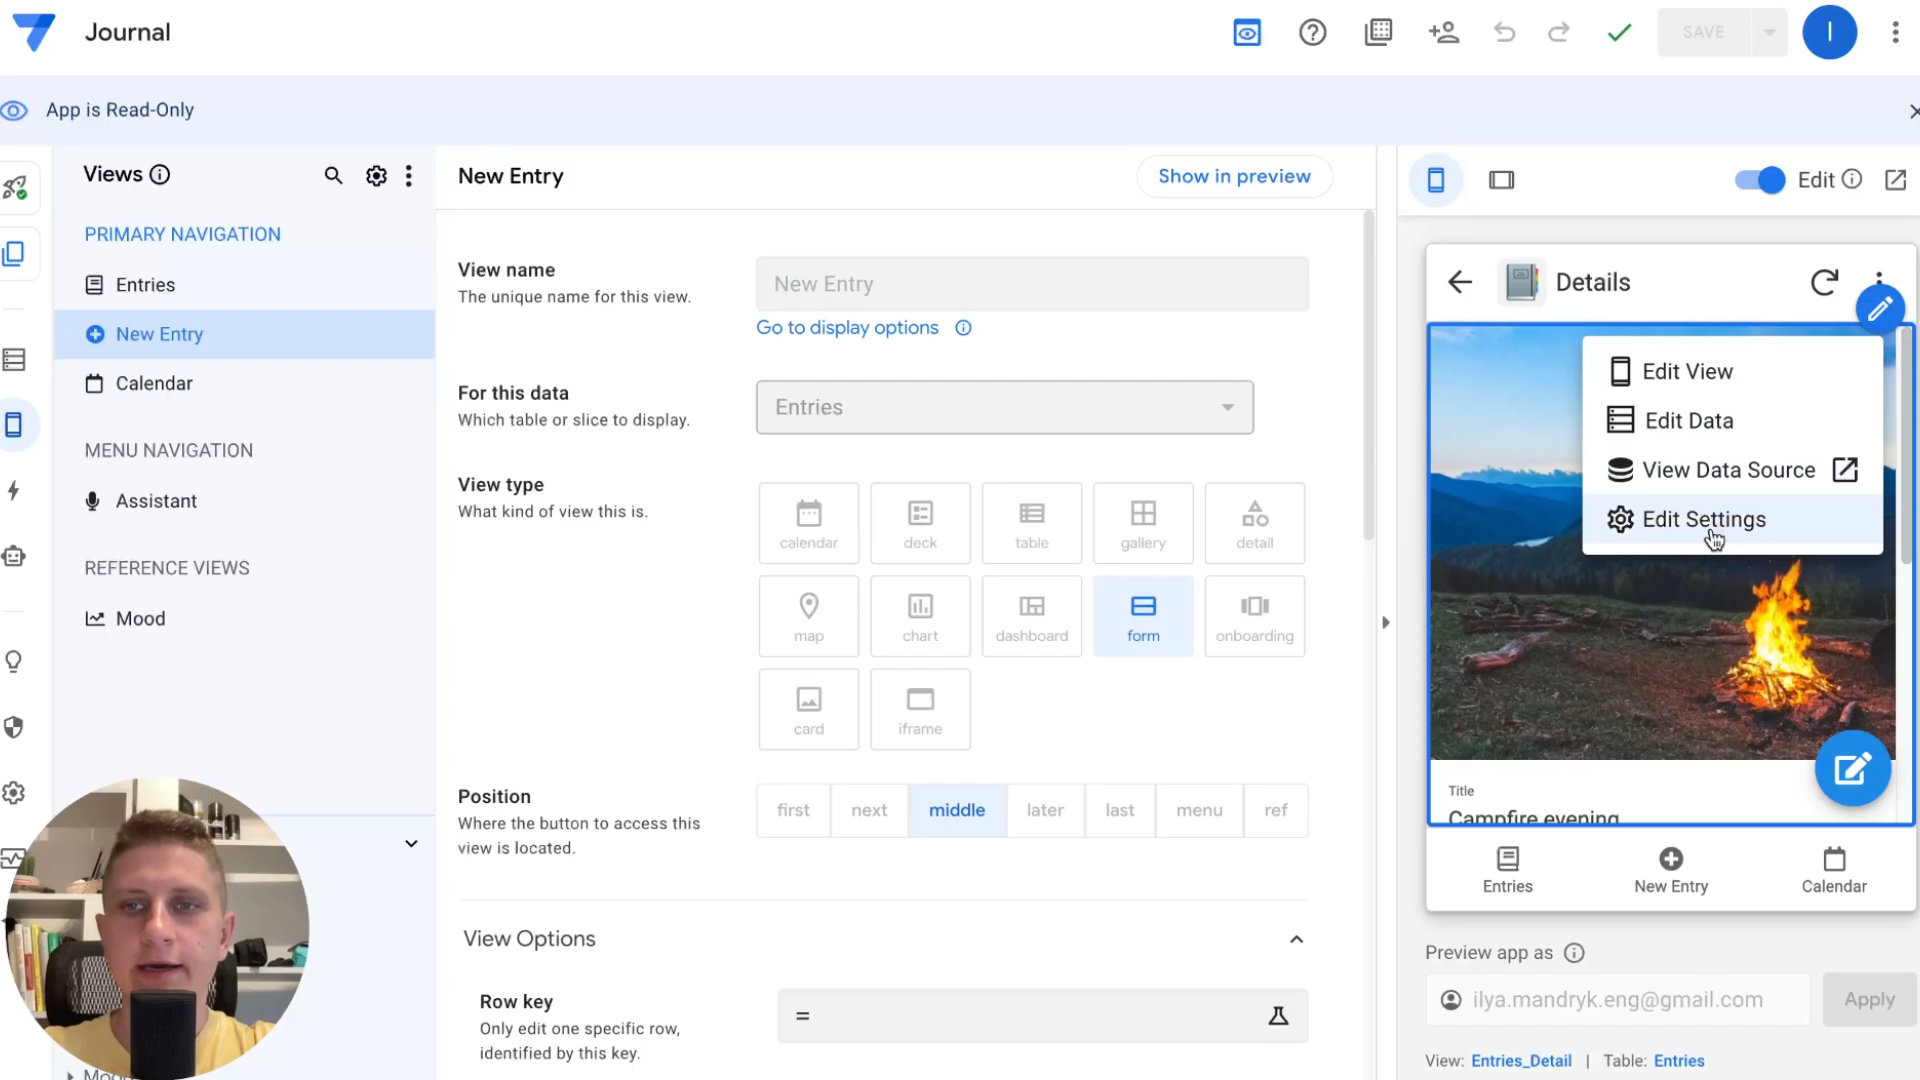 Journal
SAVE
I
App is Read-Only
Views
PRIMARY NAVIGATION
Entries
New Entry
Calendar
MENU NAVIGATION
Assistant
REFERENCE VIEWS
Mood
New Entry
Show in preview
View name
The unique name for this view.
New Entry
Go to display options
For this data
Which table or slice to display.
Entries
View type
What kind of view this is.
calendar
deck
table
gallery
detail
map
chart
dashboard
form
onboarding
card
iframe
Position
Where the button to access this
view is located.
first
next
middle
later
last
menu
ref
View Options
Row key
Only edit one specific row,
identified by this key.
=
Edit
Details
Edit View
Edit Data
View Data Source
Edit Settings
Title
Campfire evening
Entries
New Entry
Calendar
Preview app as
ilya.mandryk.eng@gmail.com
Apply
View: Entries_Detail | Table: Entries